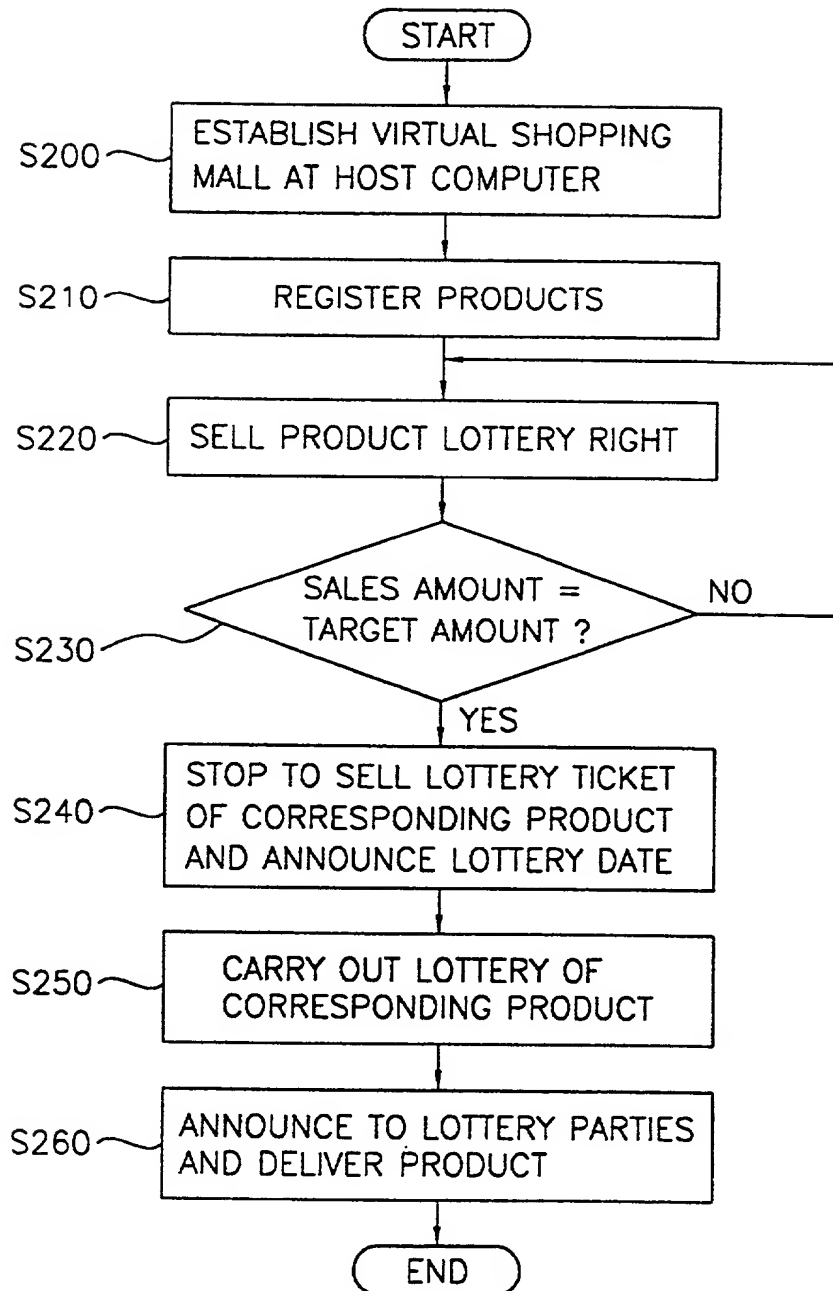 START
S200
ESTABLISH VIRTUAL SHOPPING
MALL AT HOST COMPUTER
S210
REGISTER PRODUCTS
S220
SELL PRODUCT LOTTERY RIGHT
SALES AMOUNT =
TARGET AMOUNT ?
NO
S230
YES
S240
STOP TO SELL LOTTERY TICKET
OF CORRESPONDING PRODUCT
AND ANNOUNCE LOTTERY DATE
S250
CARRY OUT LOTTERY OF
CORRESPONDING PRODUCT
S260
ANNOUNCE TO LOTTERY PARTIES
AND DELIVER PRODUCT
END